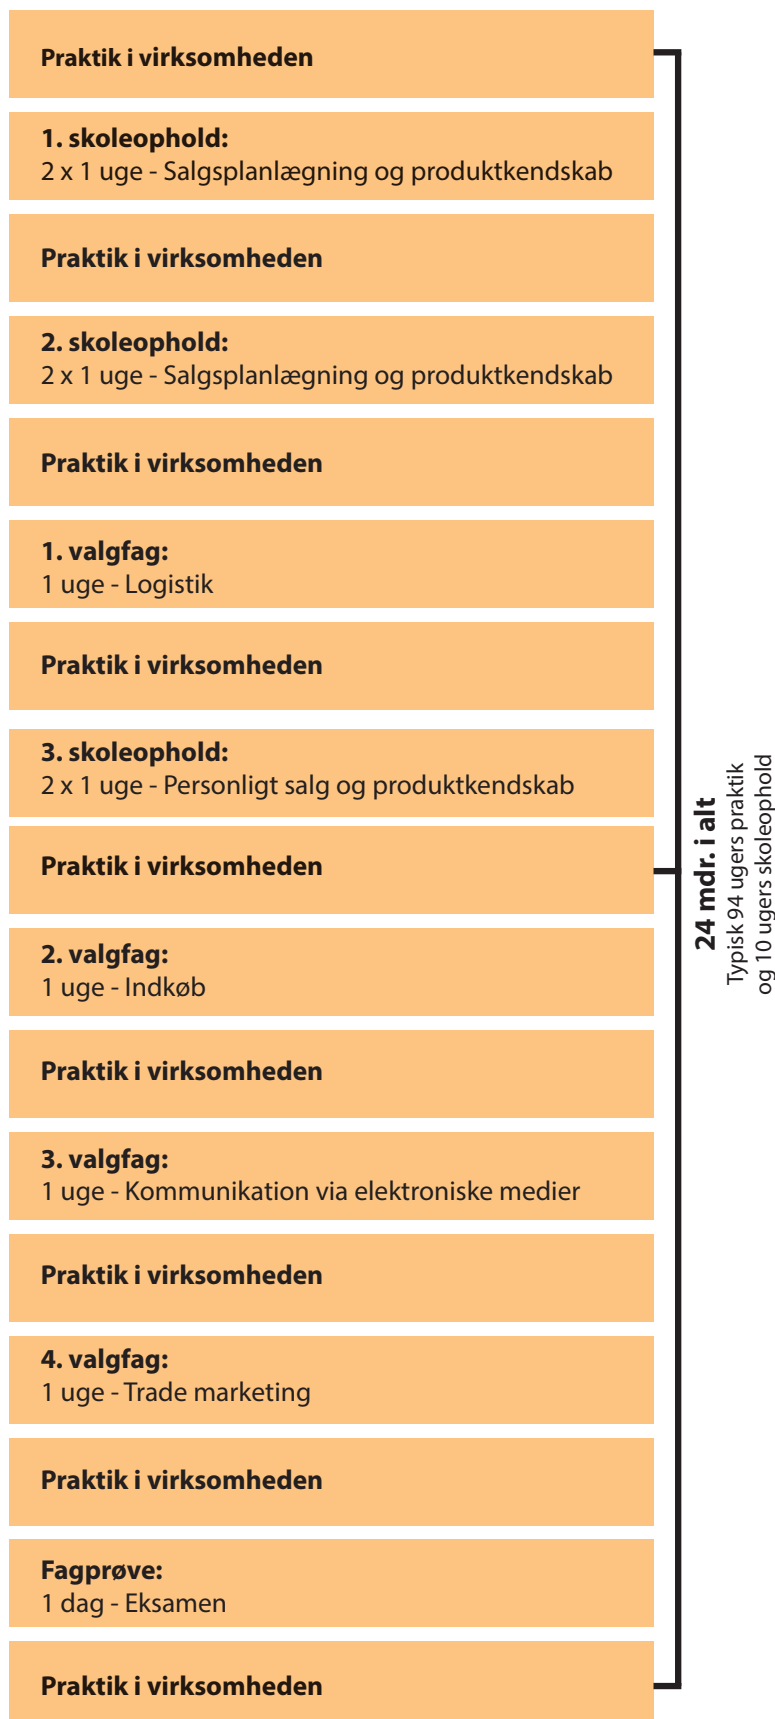 Praktik i virksomheden
1. skoleophold:
2 x 1 uge - Salgsplanlægning og produktkendskab
Praktik i virksomheden
2. skoleophold:
2 x 1 uge - Salgsplanlægning og produktkendskab
Praktik i virksomheden
1. valgfag:
1 uge - Logistik
Praktik i virksomheden
3. skoleophold:
2 x 1 uge - Personligt salg og produktkendskab
Praktik i virksomheden
2. valgfag:
1 uge - Indkøb
Praktik i virksomheden
3. valgfag:
1 uge - Kommunikation via elektroniske medier
Praktik i virksomheden
4. valgfag:
1 uge - Trade marketing
Praktik i virksomheden
Fagprøve:
1 dag - Eksamen
Praktik i virksomheden
24 mdr. i alt
Typisk 94 ugers praktik
og 10 ugers skoleophold